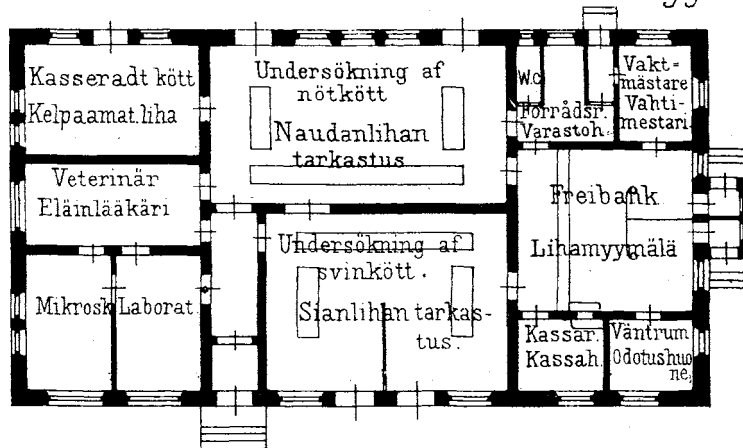 Kasseradt kött
Kelpaamat. liha
Undersökning af
nötkött
Naudanlihan
tarkastus
W.c
Förrådsr.
Varastoh.
Vakt=
mästare
Vahti-
mestari
Veterinär
Eläinlääkäri
Freibank
Lihamyymälä
Undersökning af
svinkött.
Sianlihan tarkas-
tus.
Mikrosk.
Laborat.
Kassar.
Kassah.
Väntrum
Odotushuo-
ne,